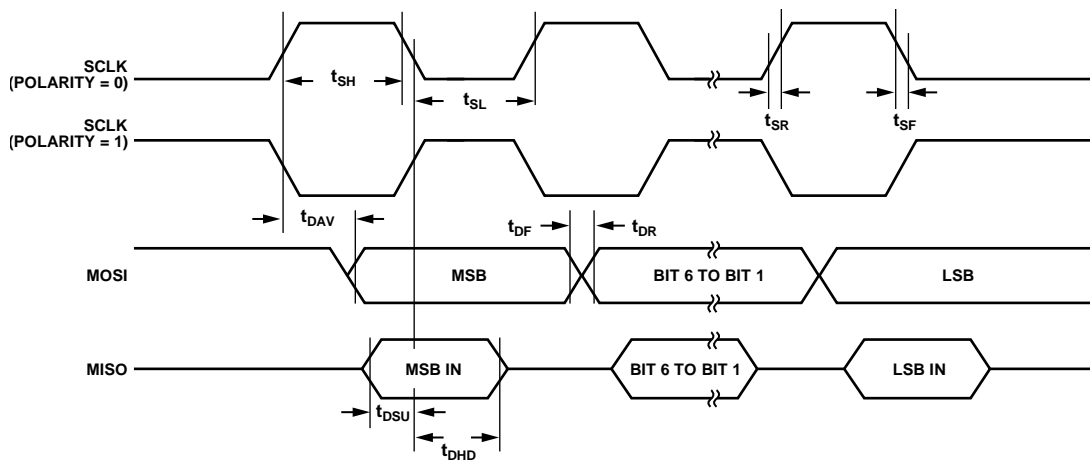 SCLK
(POLARITY = 0)
tSH
tSL
tSR
tSF
SCLK
(POLARITY = 1)
tDAV
tDF
tDR
MOSI
MSB
BIT 6 TO BIT 1
LSB
MISO
MSB IN
BIT 6 TO BIT 1
LSB IN
tDSU
tDHD